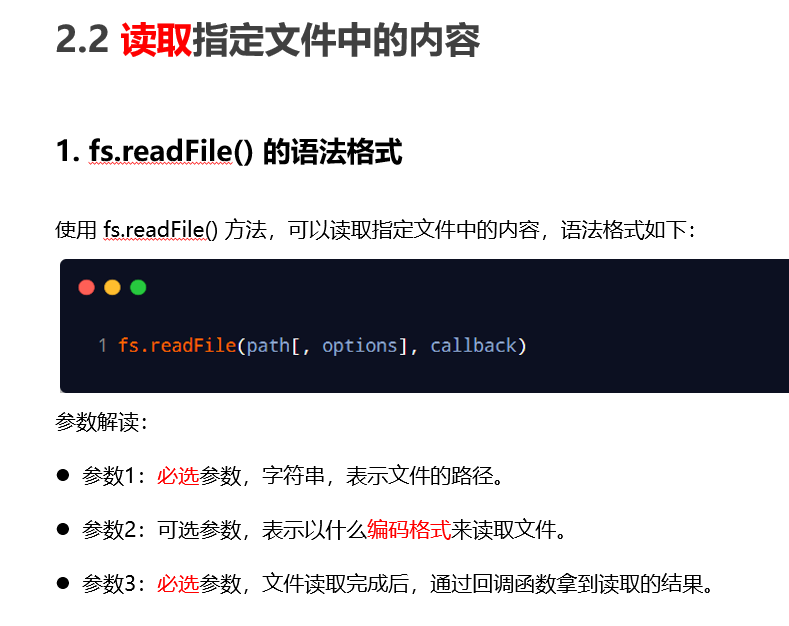 2.2 读取指定文件中的内容
1. fs.readFile() 的语法格式
使用 fs.readFile() 方法，可以读取指定文件中的内容，语法格式如下：
1 fs.readFile(path[, options], callback)
参数解读：
● 参数1：必选参数，字符串，表示文件的路径。
● 参数2：可选参数，表示以什么编码格式来读取文件。
● 参数3：必选参数，文件读取完成后，通过回调函数拿到读取的结果。